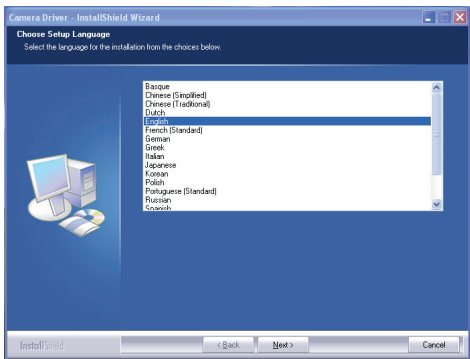 Camera Driver - InstallShield Wizard
Choose Setup Language
Select the language for the installation from the choices below.
Basque
Chinese (Simplified)
Chinese (Traditional)
Dutch
English
French (Standard)
German
Greek
Italian
Japanese
Korean
Polish
Portuguese (Standard)
Russian
Spanish
InstallShield
< Back
Next >
Cancel